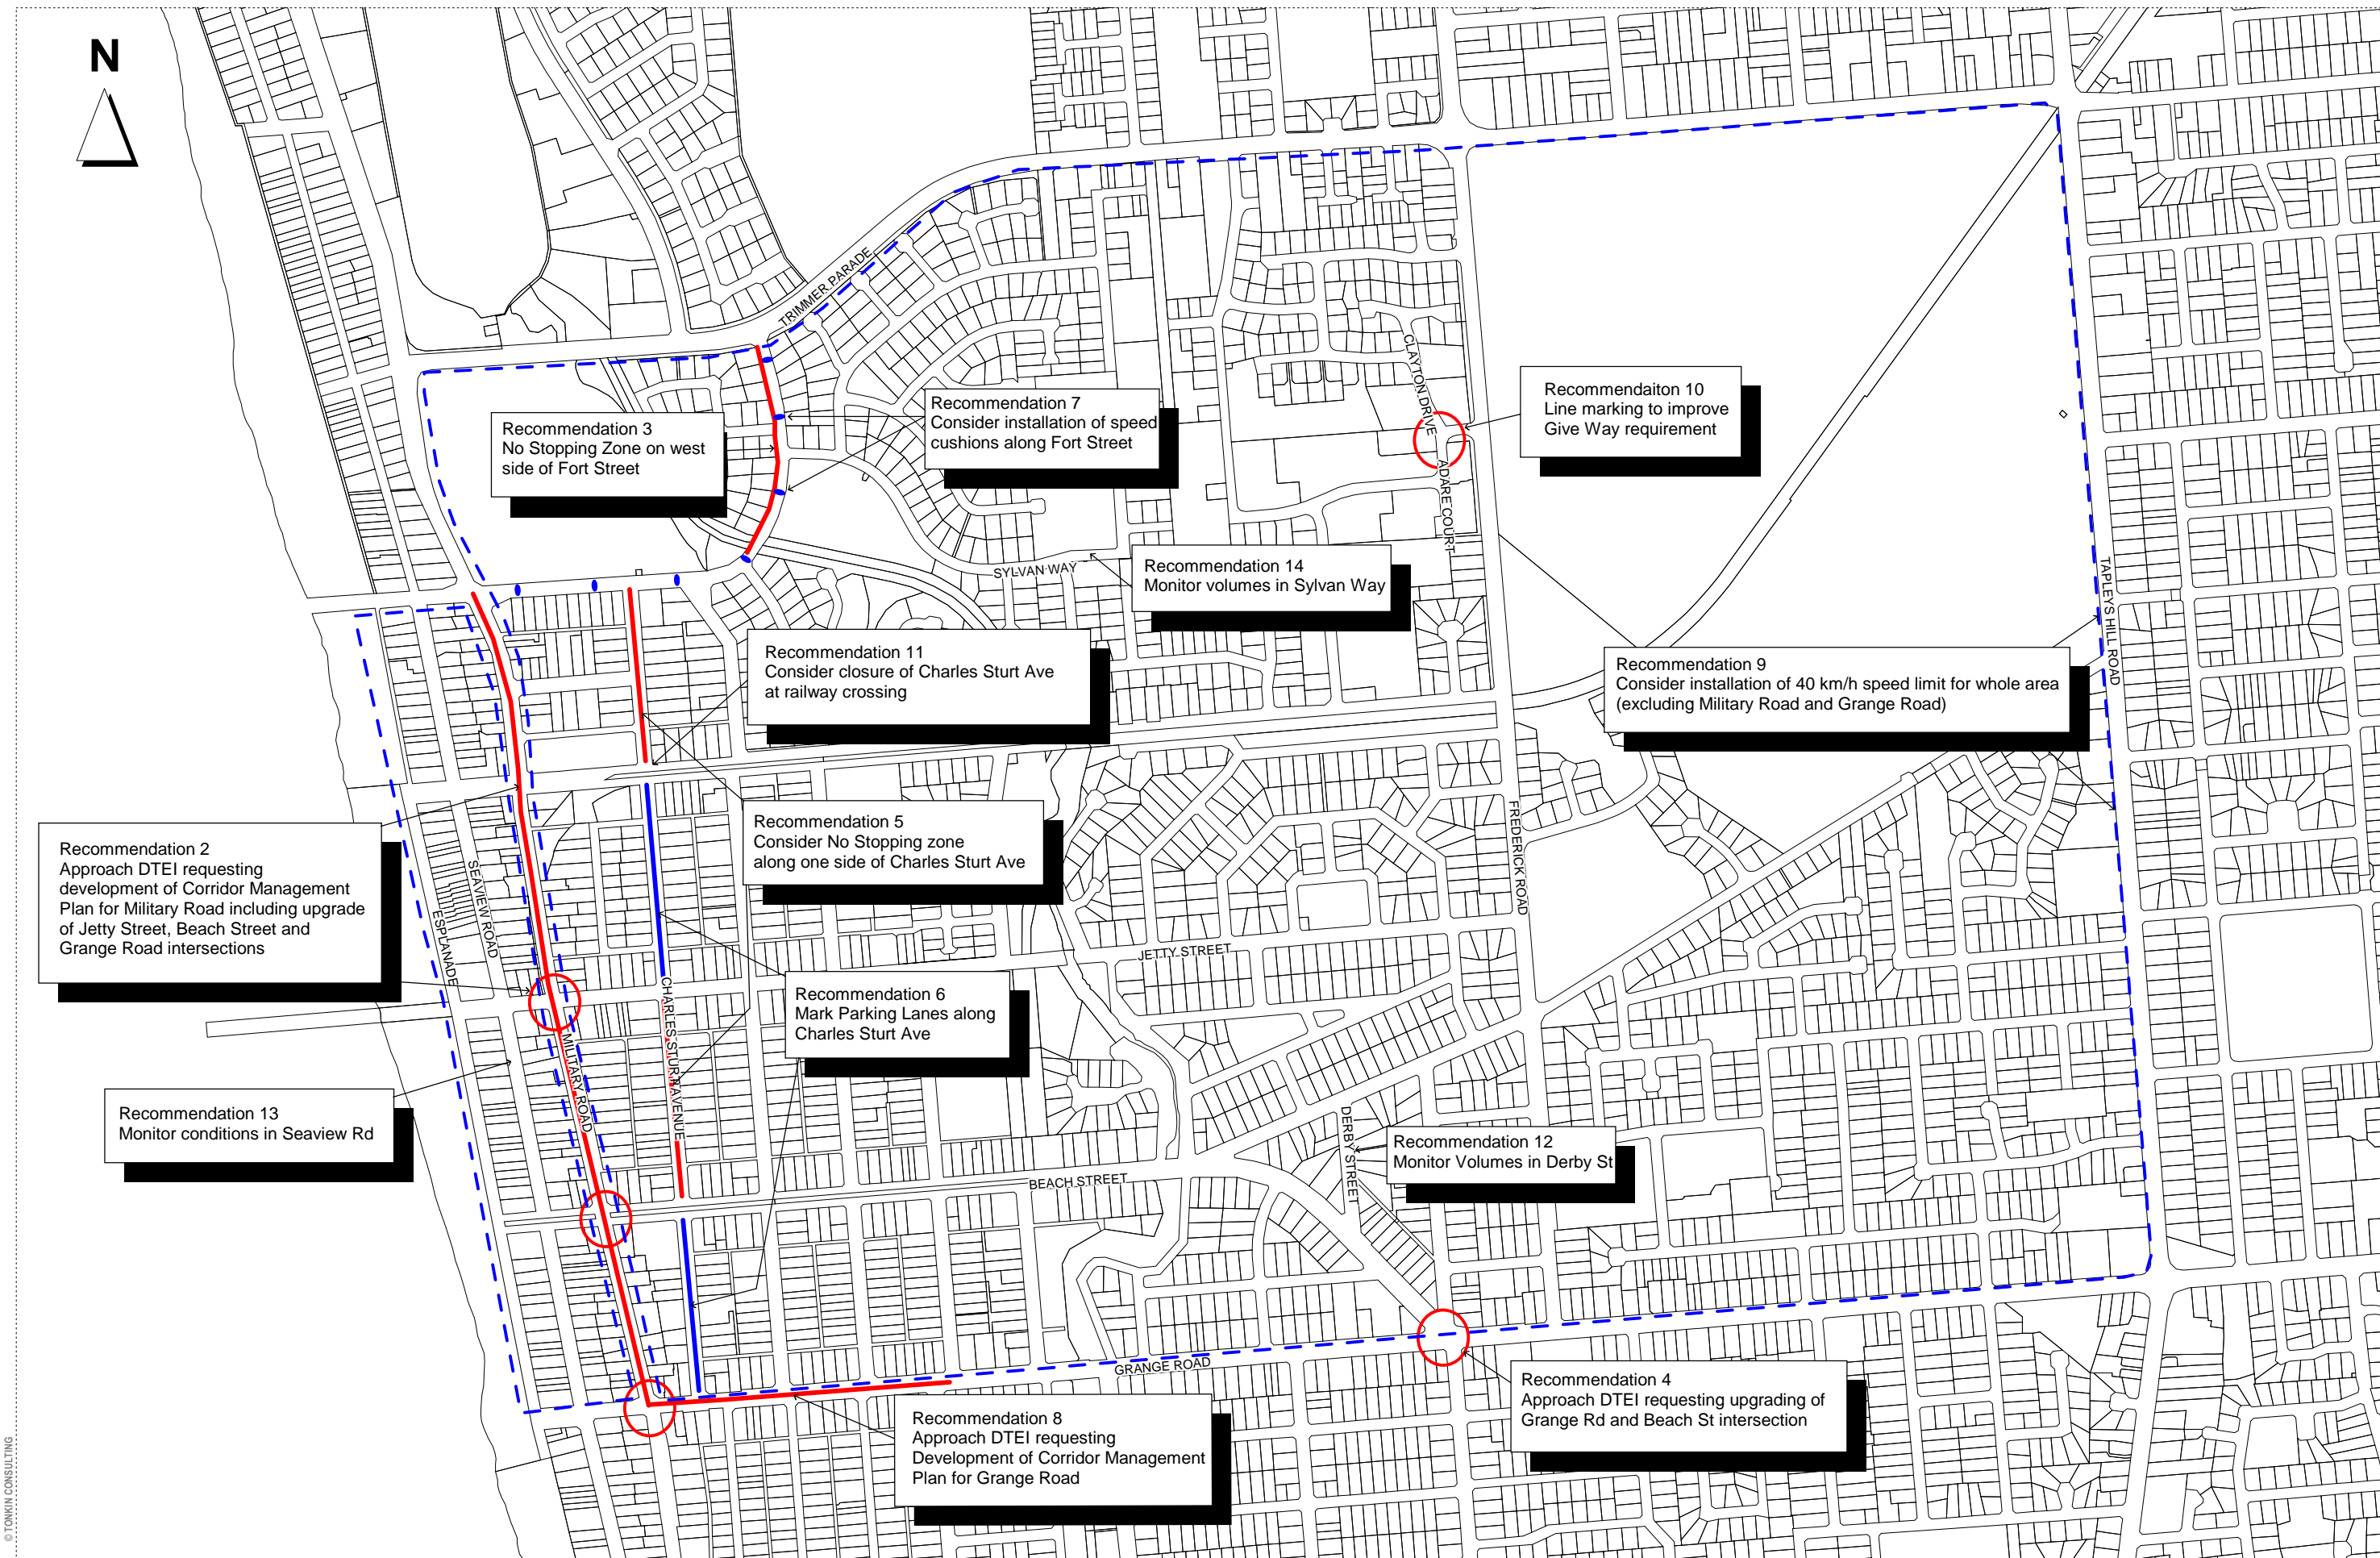 N
TRIMMER PARADE
Recommendation 3
No Stopping Zone on west
side of Fort Street
Recommendation 7
Consider installation of speed
cushions along Fort Street
CLAYTON DRIVE
ADARE COURT
Recommendaiton 10
Line marking to improve
Give Way requirement
SYLVAN WAY
Recommendation 14
Monitor volumes in Sylvan Way
TAPLEYS HILL ROAD
Recommendation 11
Consider closure of Charles Sturt Ave
at railway crossing
Recommendation 9
Consider installation of 40 km/h speed limit for whole area
(excluding Military Road and Grange Road)
Recommendation 5
Consider No Stopping zone
along one side of Charles Sturt Ave
FREDERICK ROAD
Recommendation 2
Approach DTEI requesting
development of Corridor Management
Plan for Military Road including upgrade
of Jetty Street, Beach Street and
Grange Road intersections
SEAVIEW ROAD
ESPLANADE
JETTY STREET
CHARLES STURT AVENUE
Recommendation 6
Mark Parking Lanes along
Charles Sturt Ave
MILITARY ROAD
Recommendation 13
Monitor conditions in Seaview Rd
DERBY STREET
Recommendation 12
Monitor Volumes in Derby St
BEACH STREET
GRANGE ROAD
Recommendation 4
Approach DTEI requesting upgrading of
Grange Rd and Beach St intersection
Recommendation 8
Approach DTEI requesting
Development of Corridor Management
Plan for Grange Road
© TONKIN CONSULTING